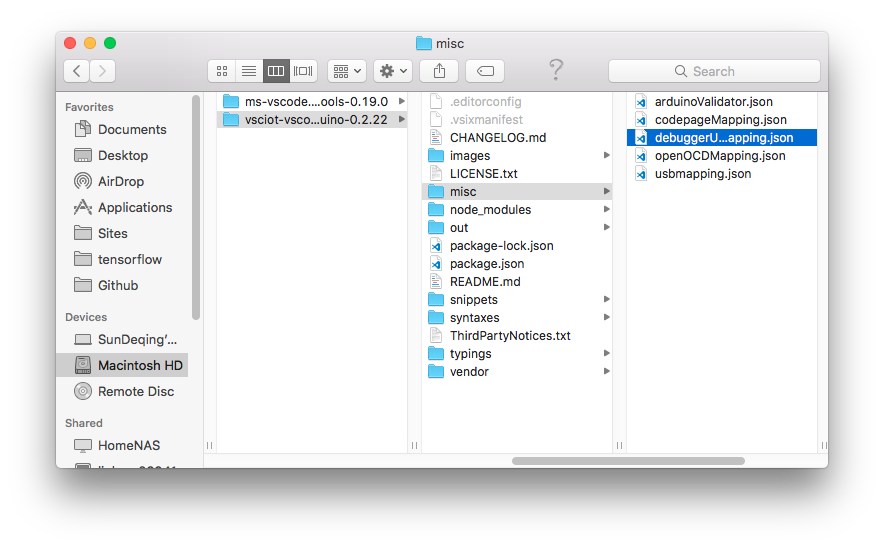 misc
?
Search
Favorites
Documents
Desktop
AirDrop
Applications
Sites
tensorflow
Github
Devices
SunDeqing’…
Macintosh HD
Remote Disc
Shared
HomeNAS
ms-vscode....ools-0.19.0
vsciot-vsco...uino-0.2.22
.editorconfig
.vsixmanifest
CHANGELOG.md
images
LICENSE.txt
misc
node_modules
out
package-lock.json
package.json
README.md
snippets
syntaxes
ThirdPartyNotices.txt
typings
vendor
arduinoValidator.json
codepageMapping.json
debuggerU...apping.json
openOCDMapping.json
usbmapping.json